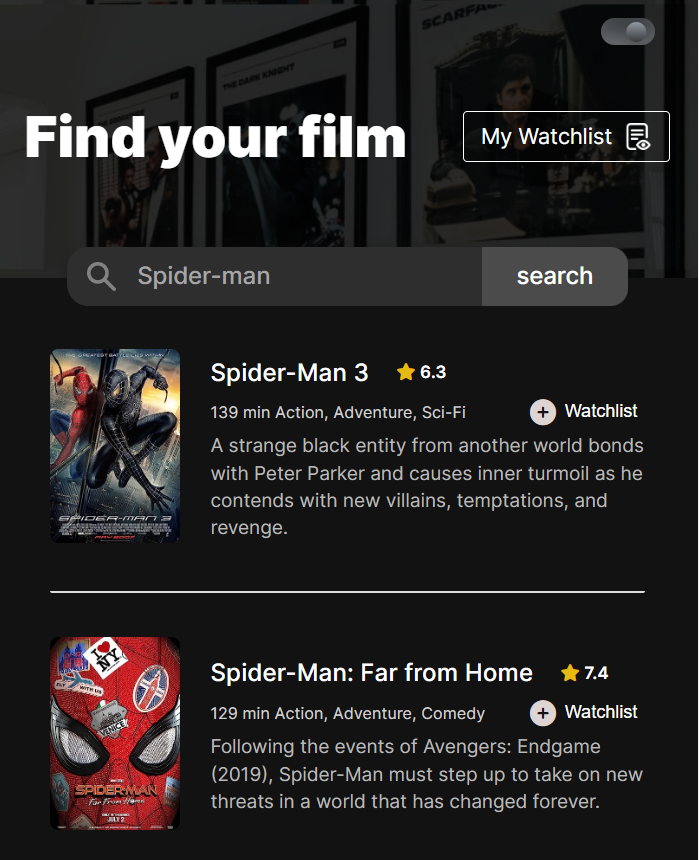 SCARFACE
THE DARK KNIGHT
Find your film
My Watchlist
Spider-man
search
THE GREATEST BATTLE LIES WITHIN
SPIDER-MAN 3
MAY 2007
Spider-Man 3
6.3
139 min Action, Adventure, Sci-Fi
Watchlist
A strange black entity from another world bonds
with Peter Parker and causes inner turmoil as he
contends with new villains, temptations, and
revenge.
I
NY
FLY WITH US
VENICE
SPIDER-MAN
Far From Home
JULY 2
Spider-Man: Far from Home
7.4
129 min Action, Adventure, Comedy
Watchlist
Following the events of Avengers: Endgame
(2019), Spider-Man must step up to take on new
threats in a world that has changed forever.